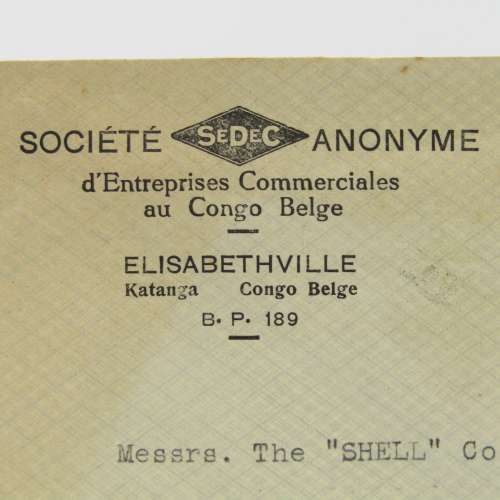 SOCIÉTÉ SEDEC ANONYME
d'Entreprises Commerciales
au Congo Belge
ELISABETHVILLE
Katanga Congo Belge
B. P. 189
Messrs. The "SHELL" Co